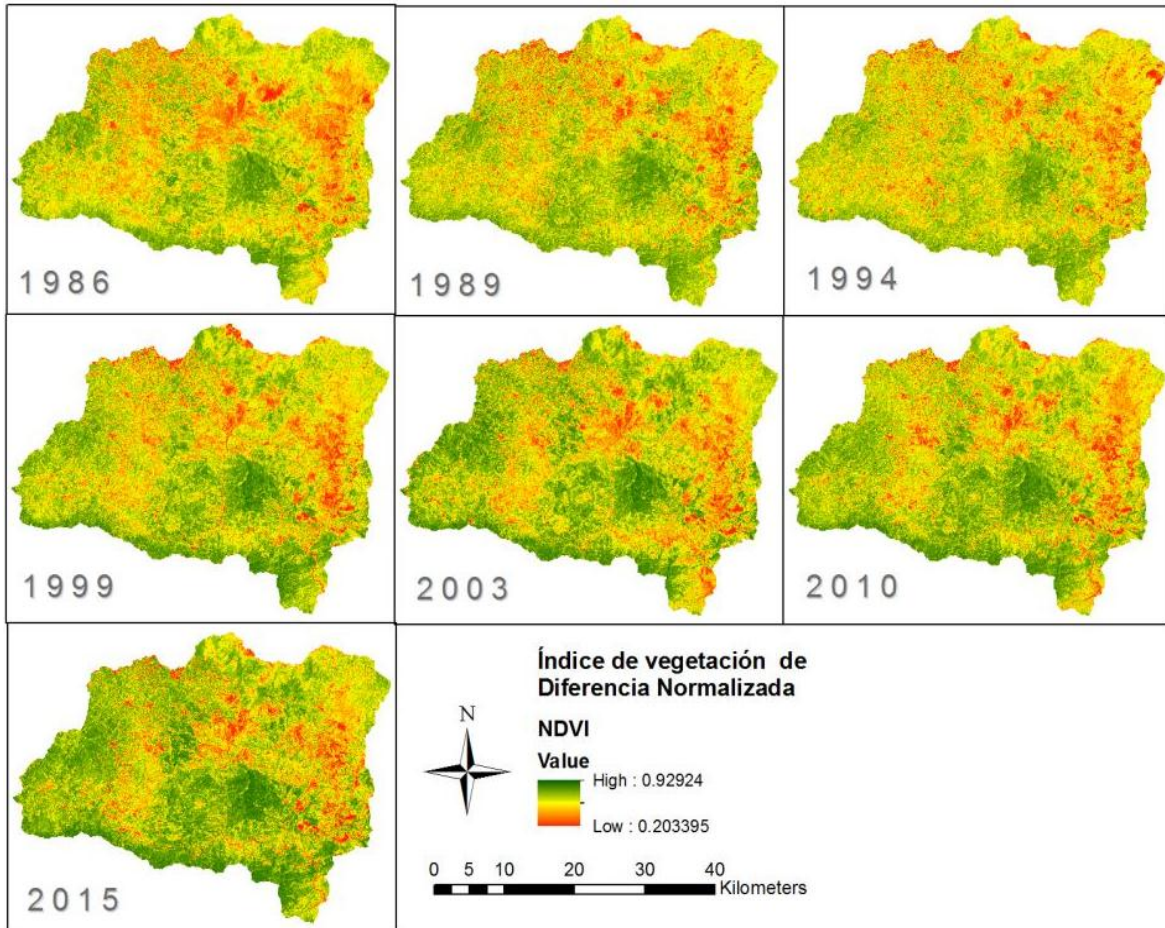 1986
1989
1994
1999
2003
2010
2015
Índice de vegetación de
Diferencia Normalizada
N
NDVI
Value
High : 0.92924
Low : 0.203395
0 5 10 20 30 40
Kilometers